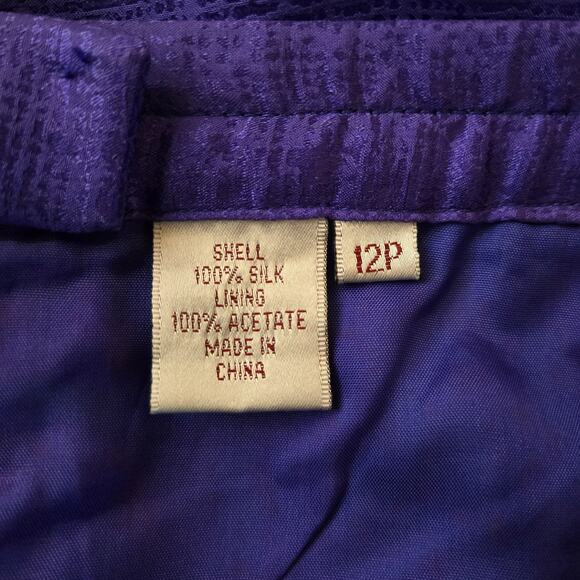 SHELL
100% SILK
LINING
100% ACETATE
MADE IN
CHINA
12P